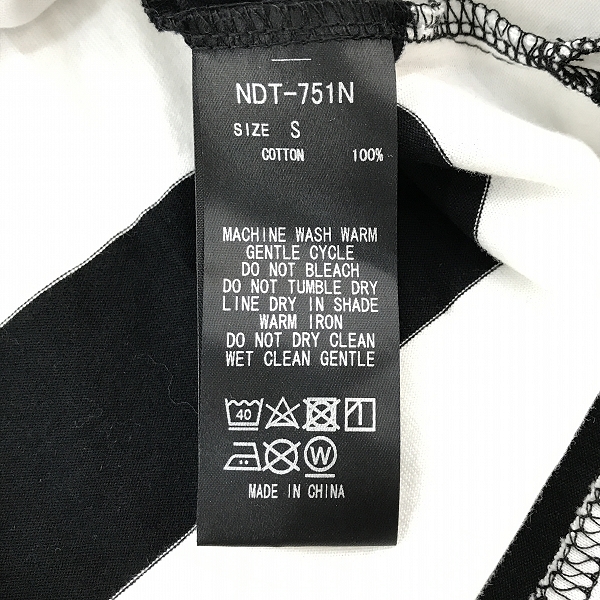 NDT-751N
SIZE S
COTTON 100%
MACHINE WASH WARM
GENTLE CYCLE
DO NOT BLEACH
DO NOT TUMBLE DRY
LINE DRY IN SHADE
WARM IRON
DO NOT DRY CLEAN
WET CLEAN GENTLE
40
W
MADE IN CHINA